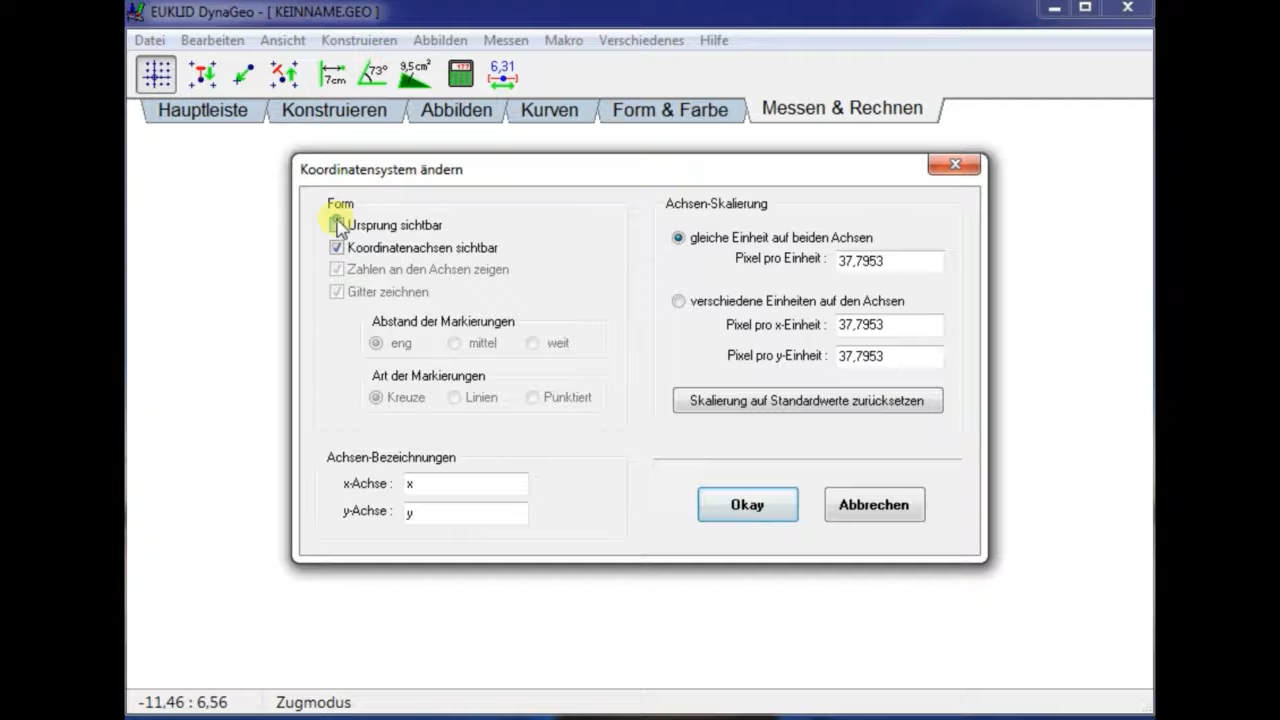 EUKLID DynaGeo - [ KEINNAME.GEO ]
Datei Bearbeiten Ansicht Konstruieren Abbilden Messen Makro Verschiedenes Hilfe
7cm 73° 9,5 cm² 6,31
Hauptleiste Konstruieren Abbilden Kurven Form & Farbe Messen & Rechnen
Koordinatensystem ändern
Form
Ursprung sichtbar
Koordinatenachsen sichtbar
Zahlen an den Achsen zeigen
Gitter zeichnen
Abstand der Markierungen
eng mittel weit
Art der Markierungen
Kreuze Linien Punktiert
Achsen-Bezeichnungen
x-Achse : x
y-Achse : y
Achsen-Skalierung
gleiche Einheit auf beiden Achsen
Pixel pro Einheit : 37,7953
verschiedene Einheiten auf den Achsen
Pixel pro x-Einheit : 37,7953
Pixel pro y-Einheit : 37,7953
Skalierung auf Standardwerte zurücksetzen
Okay Abbrechen
-11,46 : 6,56 Zugmodus